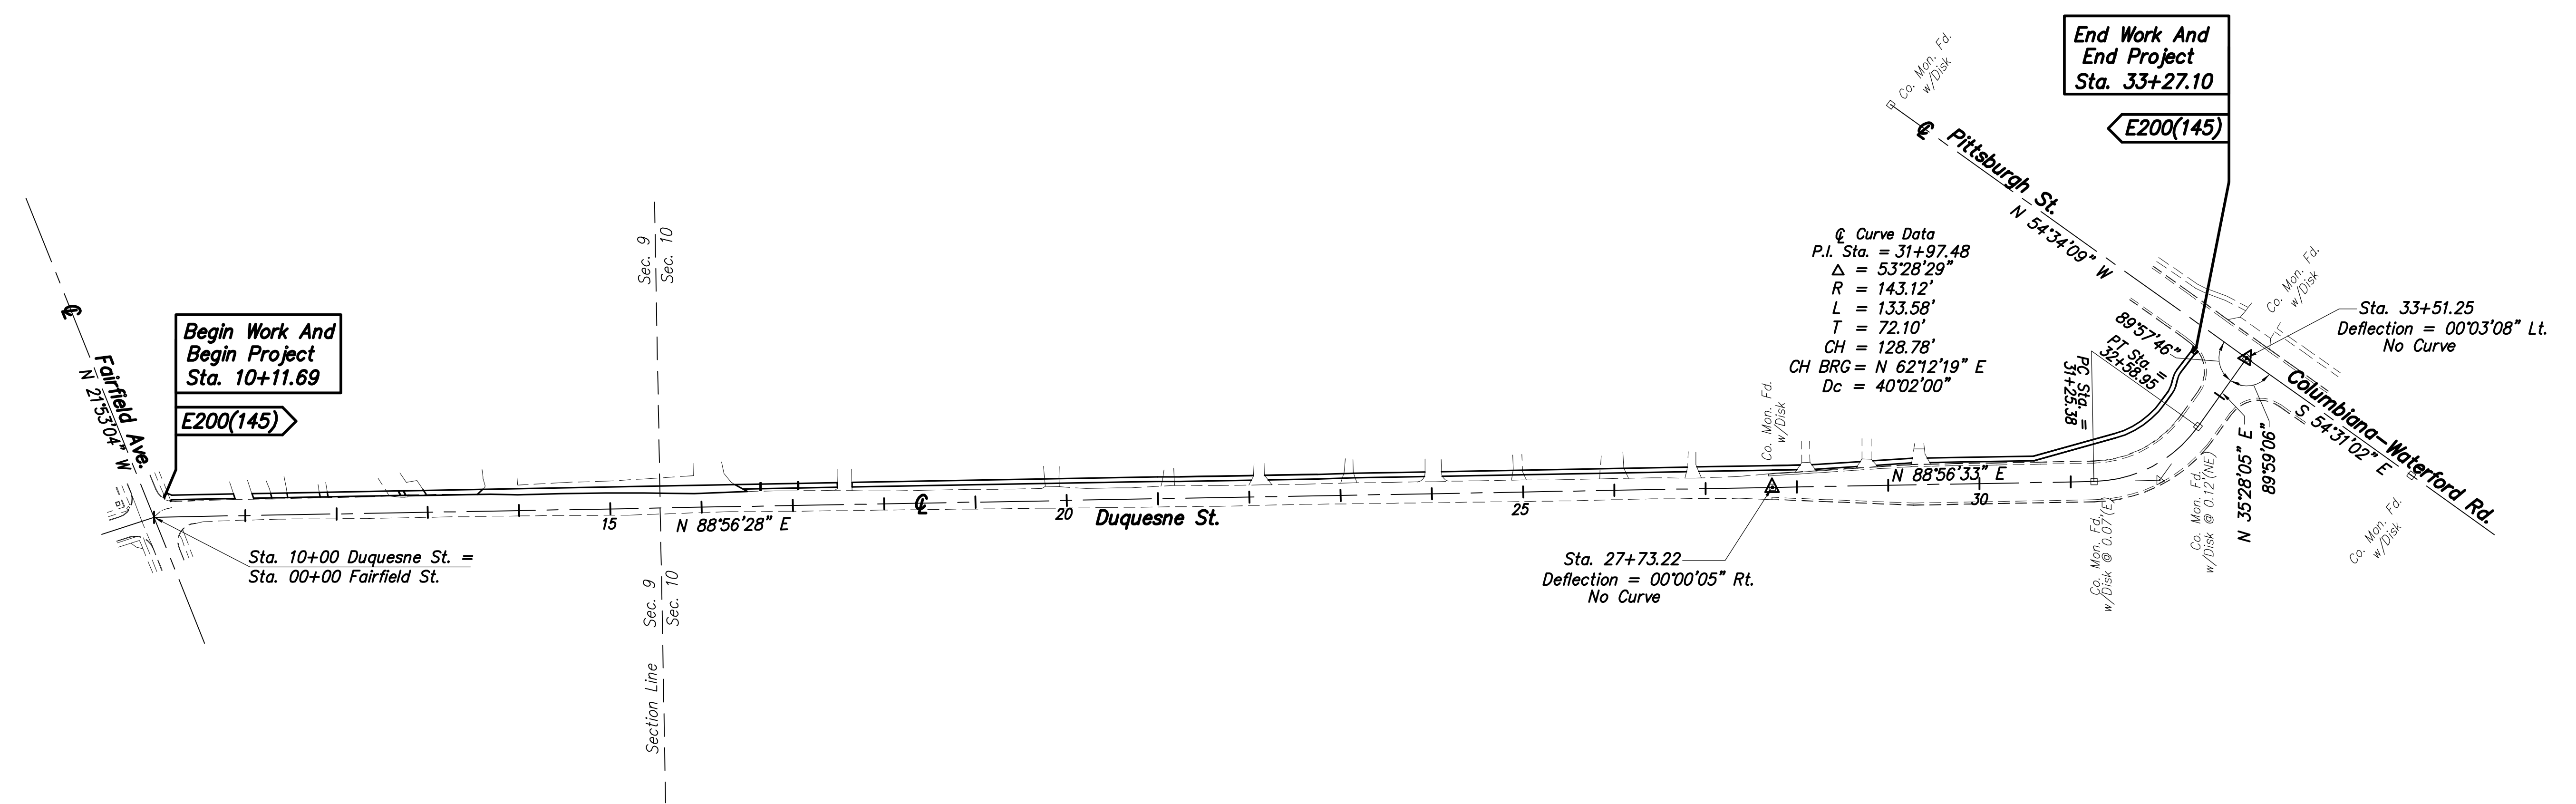 End Work And
End Project
Sta. 33+27.10
E200(145)
Co. Mon. Fd.
w/Disk
℄ Pittsburgh St.
N 54°34'09" W
Sec. 9
Sec. 10
℄ Curve Data
P.I. Sta. = 31+97.48
Δ = 53°28'29"
R = 143.12'
L = 133.58'
T = 72.10'
CH = 128.78'
CH BRG = N 62°12'19" E
Dc = 40°02'00"
Co. Mon. Fd.
w/Disk
Sta. 33+51.25
Deflection = 00°03'08" Lt.
No Curve
℄ Fairfield Ave.
N 21°53'04" W
Begin Work And
Begin Project
Sta. 10+11.69
E200(145)
89°57'46"
PT Sta. =
32+58.95
PC Sta. =
31+25.38
Columbiana-Waterford Rd.
S 54°31'02" E
Co. Mon. Fd.
w/Disk
N 88°56'33" E
30
N 35°28'05" E
89°59'06"
15
N 88°56'28" E
℄
20
Duquesne St.
25
Sta. 10+00 Duquesne St. =
Sta. 00+00 Fairfield St.
Sta. 27+73.22
Deflection = 00°00'05" Rt.
No Curve
Co. Mon. Fd.
w/Disk @ 0.07'(E)
Co. Mon. Fd.
w/Disk @ 0.12'(NE)
Co. Mon. Fd.
w/Disk
Sec. 9
Sec. 10
Section Line